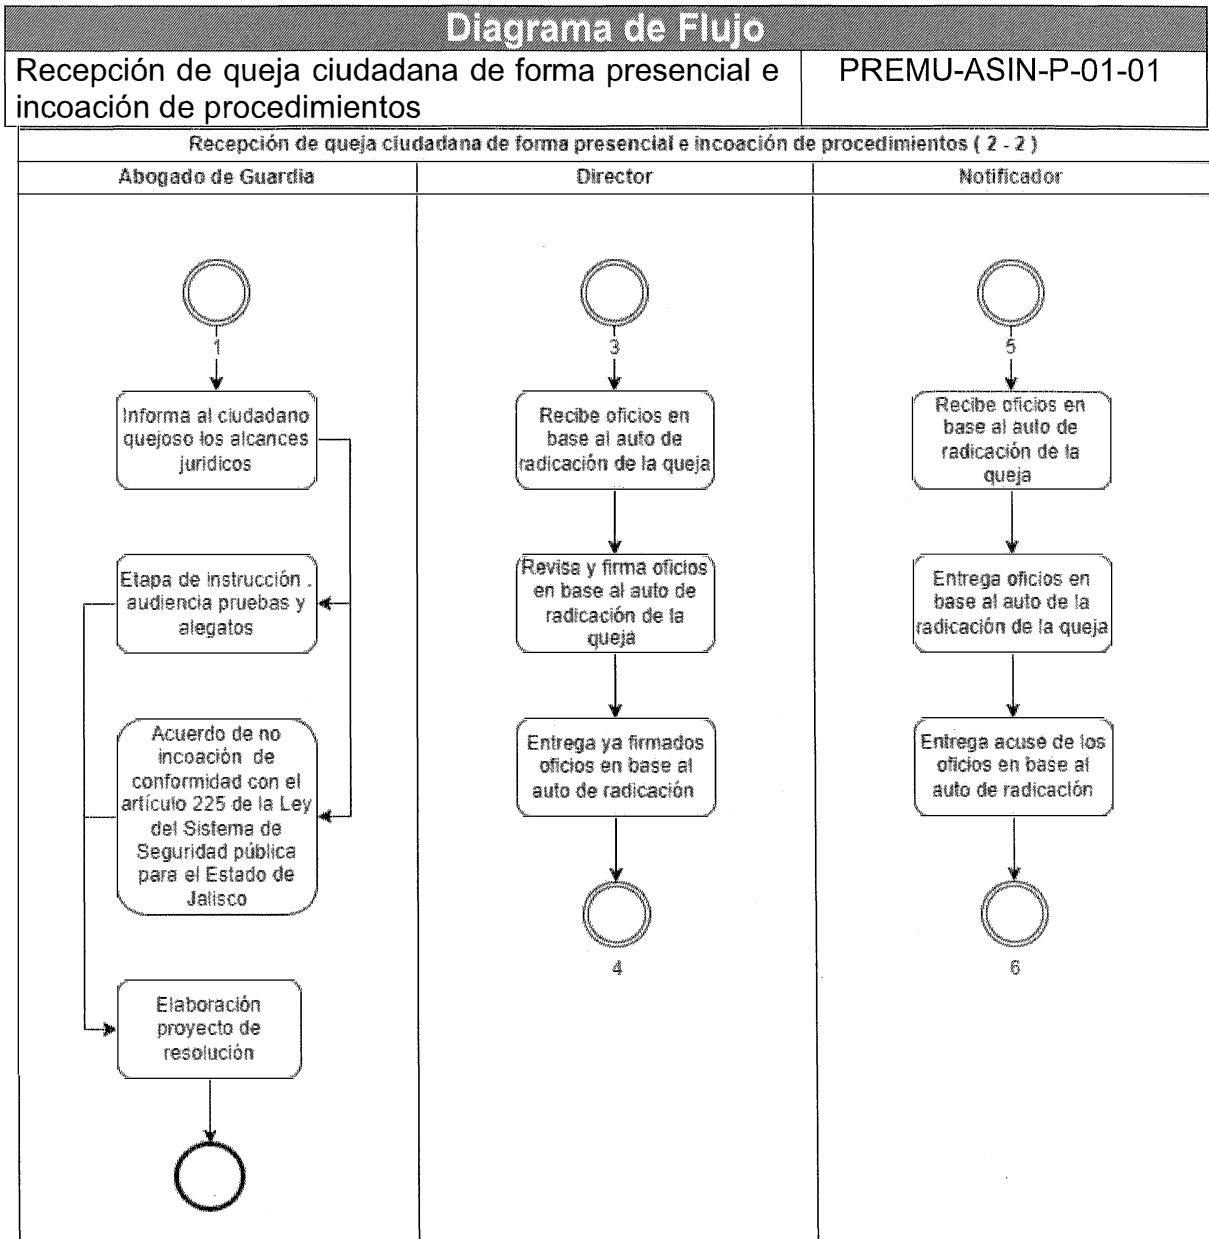 Diagrama de Flujo
Recepción de queja ciudadana de forma presencial e
incoación de procedimientos
PREMU-ASIN-P-01-01
Recepción de queja ciudadana de forma presencial e incoación de procedimientos ( 2 - 2 )
Abogado de Guardia
Director
Notificador
1
Informa al ciudadano
quejoso los alcances
jurídicos
Etapa de instrucción .
audiencia pruebas y
alegatos
Acuerdo de no
incoación de
conformidad con el
artículo 225 de la Ley
del Sistema de
Seguridad pública
para el Estado de
Jalisco
Elaboración
proyecto de
resolución
3
Recibe oficios en
base al auto de
radicación de la queja
Revisa y firma oficios
en base al auto de
radicación de la
queja
Entrega ya firmados
oficios en base al
auto de radicación
4
5
Recibe oficios en
base al auto de
radicación de la
queja
Entrega oficios en
base al auto de la
radicación de la queja
Entrega acuse de los
oficios en base al
auto de radicación
6